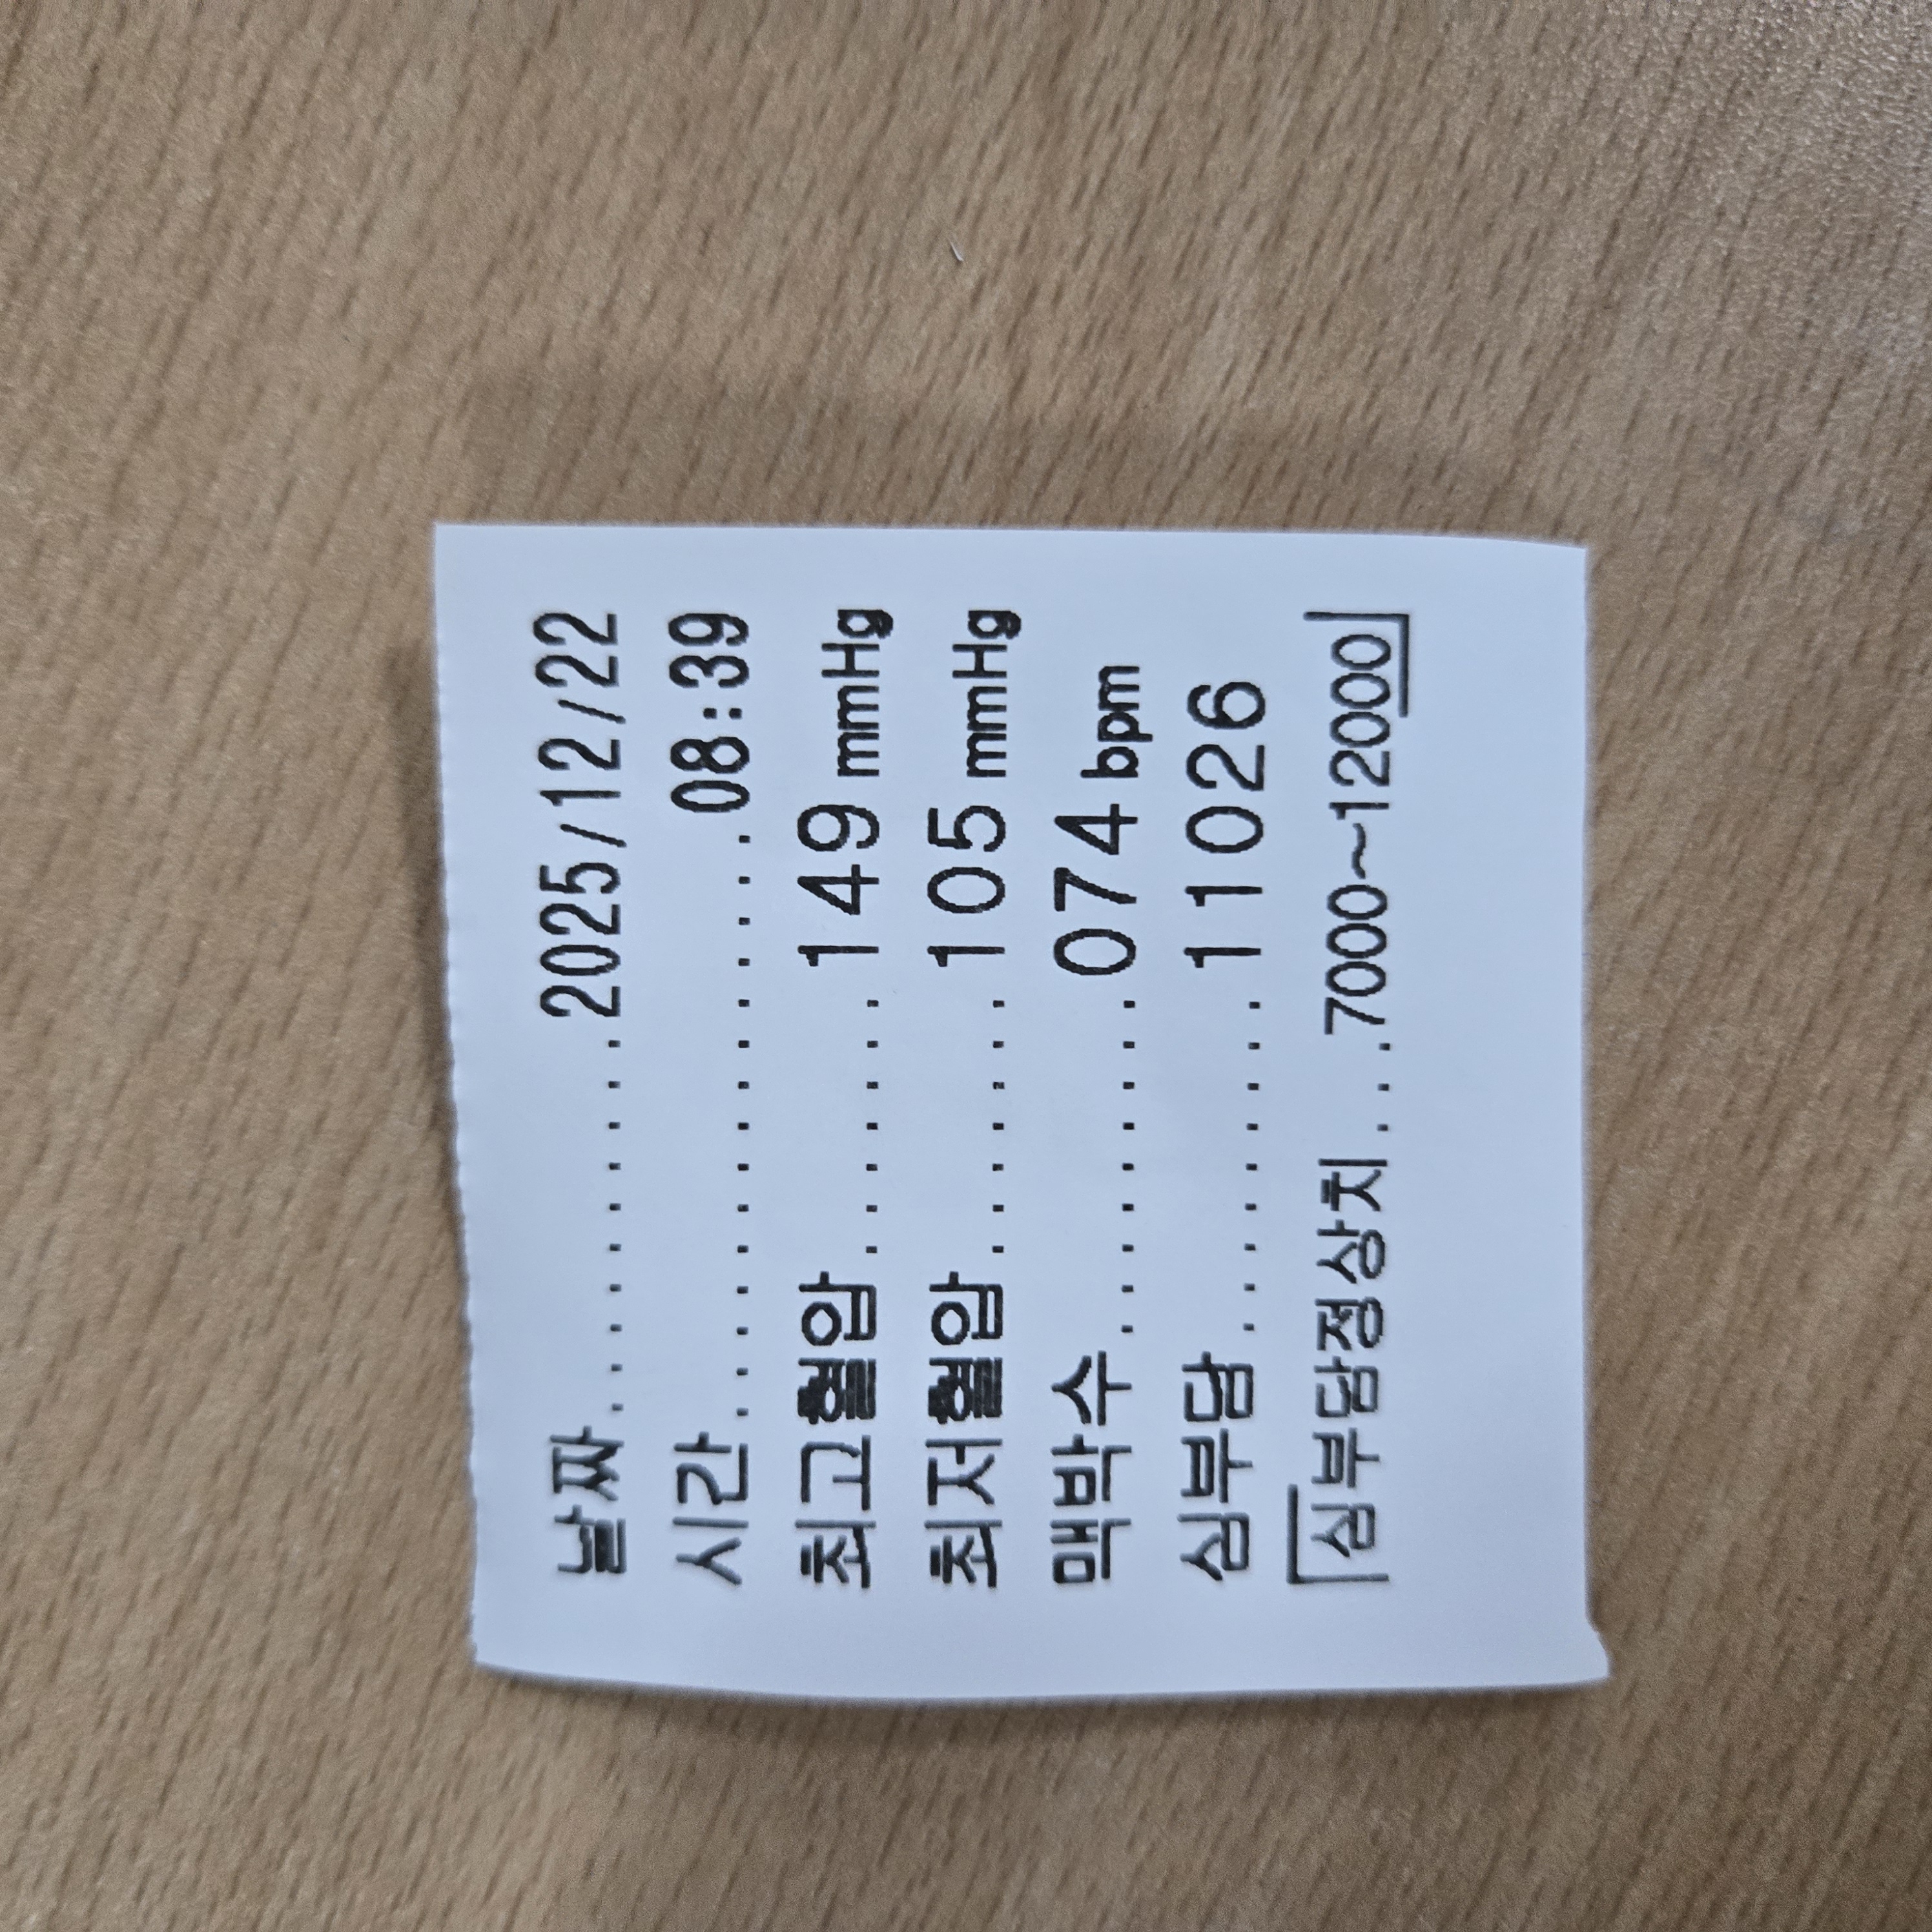 날짜.............2025/12/22
시간................08:39
최고혈압....... 149 mmHg
최저혈압....... 105 mmHg
맥박수.........074 bpm
심부담......... 11026
심부담정상치...7000~12000